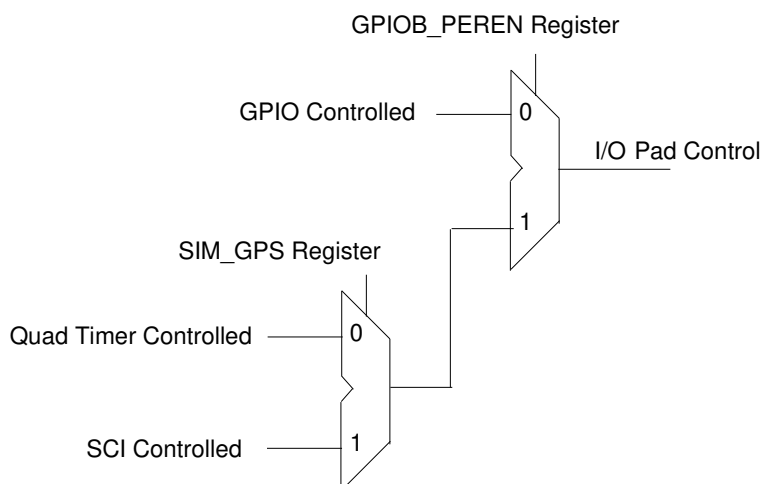 GPIOB_PEREN Register
GPIO Controlled
0
I/O Pad Control
1
SIM_GPS Register
Quad Timer Controlled
0
SCI Controlled
1